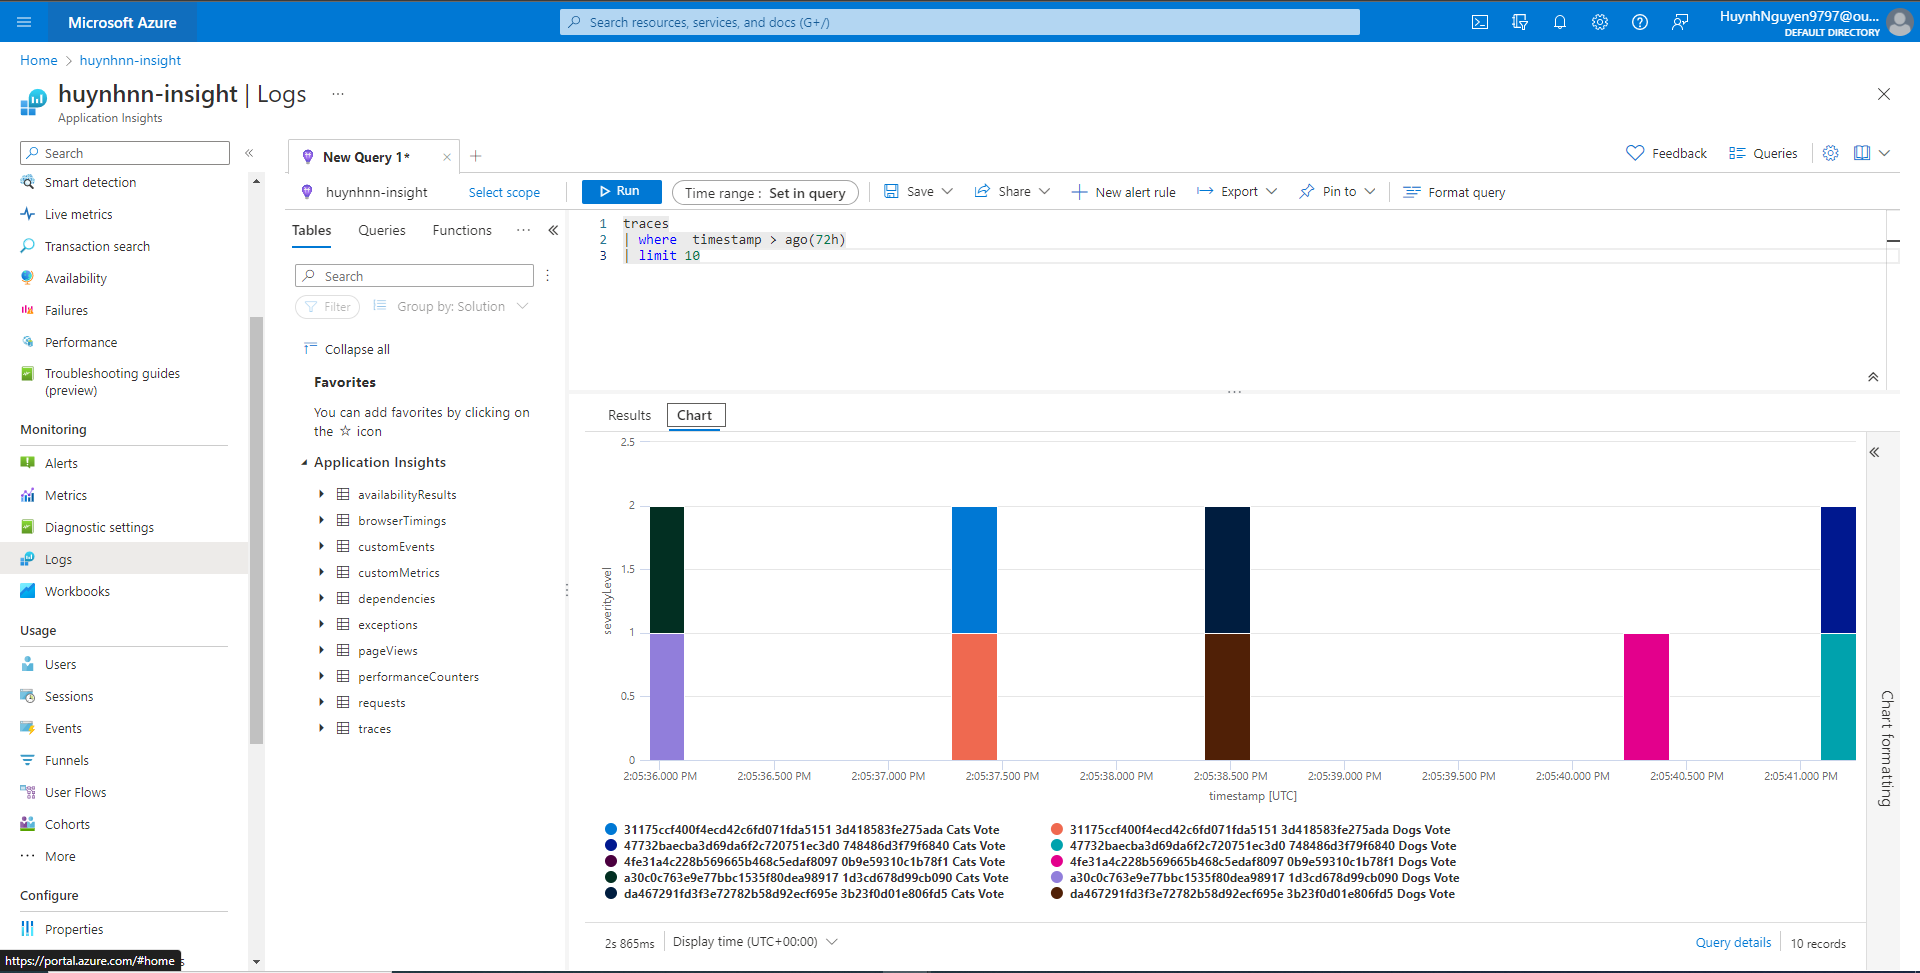 Microsoft Azure
Search resources, services, and docs (G+/)
HuynhNguyen9797@ou...
DEFAULT DIRECTORY
Home > huynhnn-insight
huynhnn-insight | Logs ...
Application Insights
Search
Smart detection
Live metrics
Transaction search
Availability
Failures
Performance
Troubleshooting guides
(preview)
Monitoring
Alerts
Metrics
Diagnostic settings
Logs
Workbooks
Usage
Users
Sessions
Events
Funnels
User Flows
Cohorts
More
Configure
Properties
https://portal.azure.com/#home
New Query 1*
Feedback
Queries
huynhnn-insight
Select scope
Run
Time range : Set in query
Save
Share
New alert rule
Export
Pin to
Format query
Tables
Queries
Functions
Search
Filter
Group by: Solution
Collapse all
Favorites
You can add favorites by clicking on
the ☆ icon
Application Insights
availabilityResults
browserTimings
customEvents
customMetrics
dependencies
exceptions
pageViews
performanceCounters
requests
traces
1 traces
2 | where  timestamp > ago(72h)
3 | limit 10
Results
Chart
2.5
2
1.5
1
0.5
0
severityLevel
2:05:36.000 PM
2:05:36.500 PM
2:05:37.000 PM
2:05:37.500 PM
2:05:38.000 PM
2:05:38.500 PM
2:05:39.000 PM
2:05:39.500 PM
2:05:40.000 PM
2:05:40.500 PM
2:05:41.000 PM
timestamp [UTC]
31175ccf400f4ecd42c6fd071fda5151 3d418583fe275ada Cats Vote
31175ccf400f4ecd42c6fd071fda5151 3d418583fe275ada Dogs Vote
47732baecba3d69da6f2c720751ec3d0 748486d3f79f6840 Cats Vote
47732baecba3d69da6f2c720751ec3d0 748486d3f79f6840 Dogs Vote
4fe31a4c228b569665b468c5edaf8097 0b9e59310c1b78f1 Cats Vote
4fe31a4c228b569665b468c5edaf8097 0b9e59310c1b78f1 Dogs Vote
a30c0c763e9e77bbc1535f80dea98917 1d3cd678d99cb090 Cats Vote
a30c0c763e9e77bbc1535f80dea98917 1d3cd678d99cb090 Dogs Vote
da467291fd3f3e72782b58d92ecf695e 3b23f0d01e806fd5 Cats Vote
da467291fd3f3e72782b58d92ecf695e 3b23f0d01e806fd5 Dogs Vote
Chart formatting
2s 865ms
Display time (UTC+00:00)
Query details
10 records